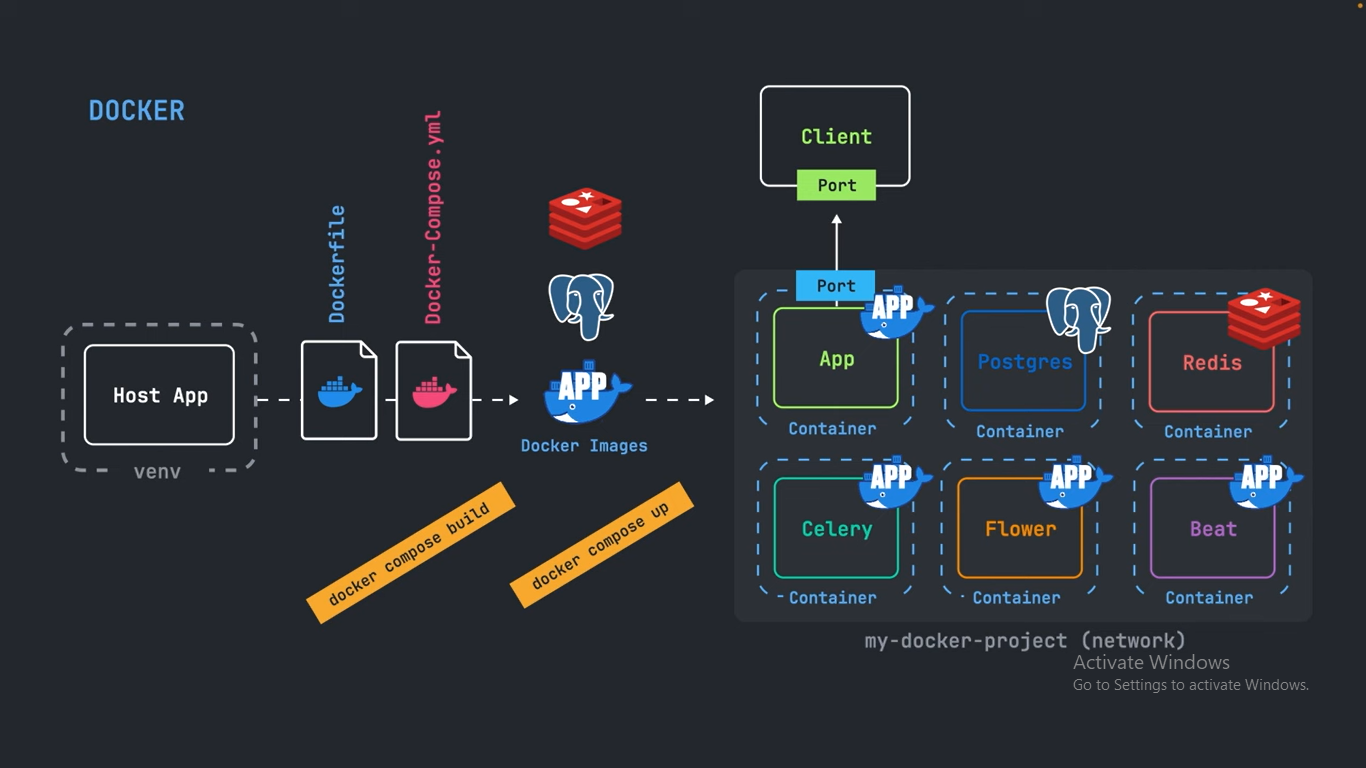 DOCKER
Dockerfile
Docker-Compose.yml
Host App
venv
APP
Docker Images
docker compose build
docker compose up
Client
Port
Port
APP
App
Container
Postgres
Container
Redis
Container
APP
Celery
Container
APP
Flower
Container
APP
Beat
Container
my-docker-project (network)
Activate Windows
Go to Settings to activate Windows.